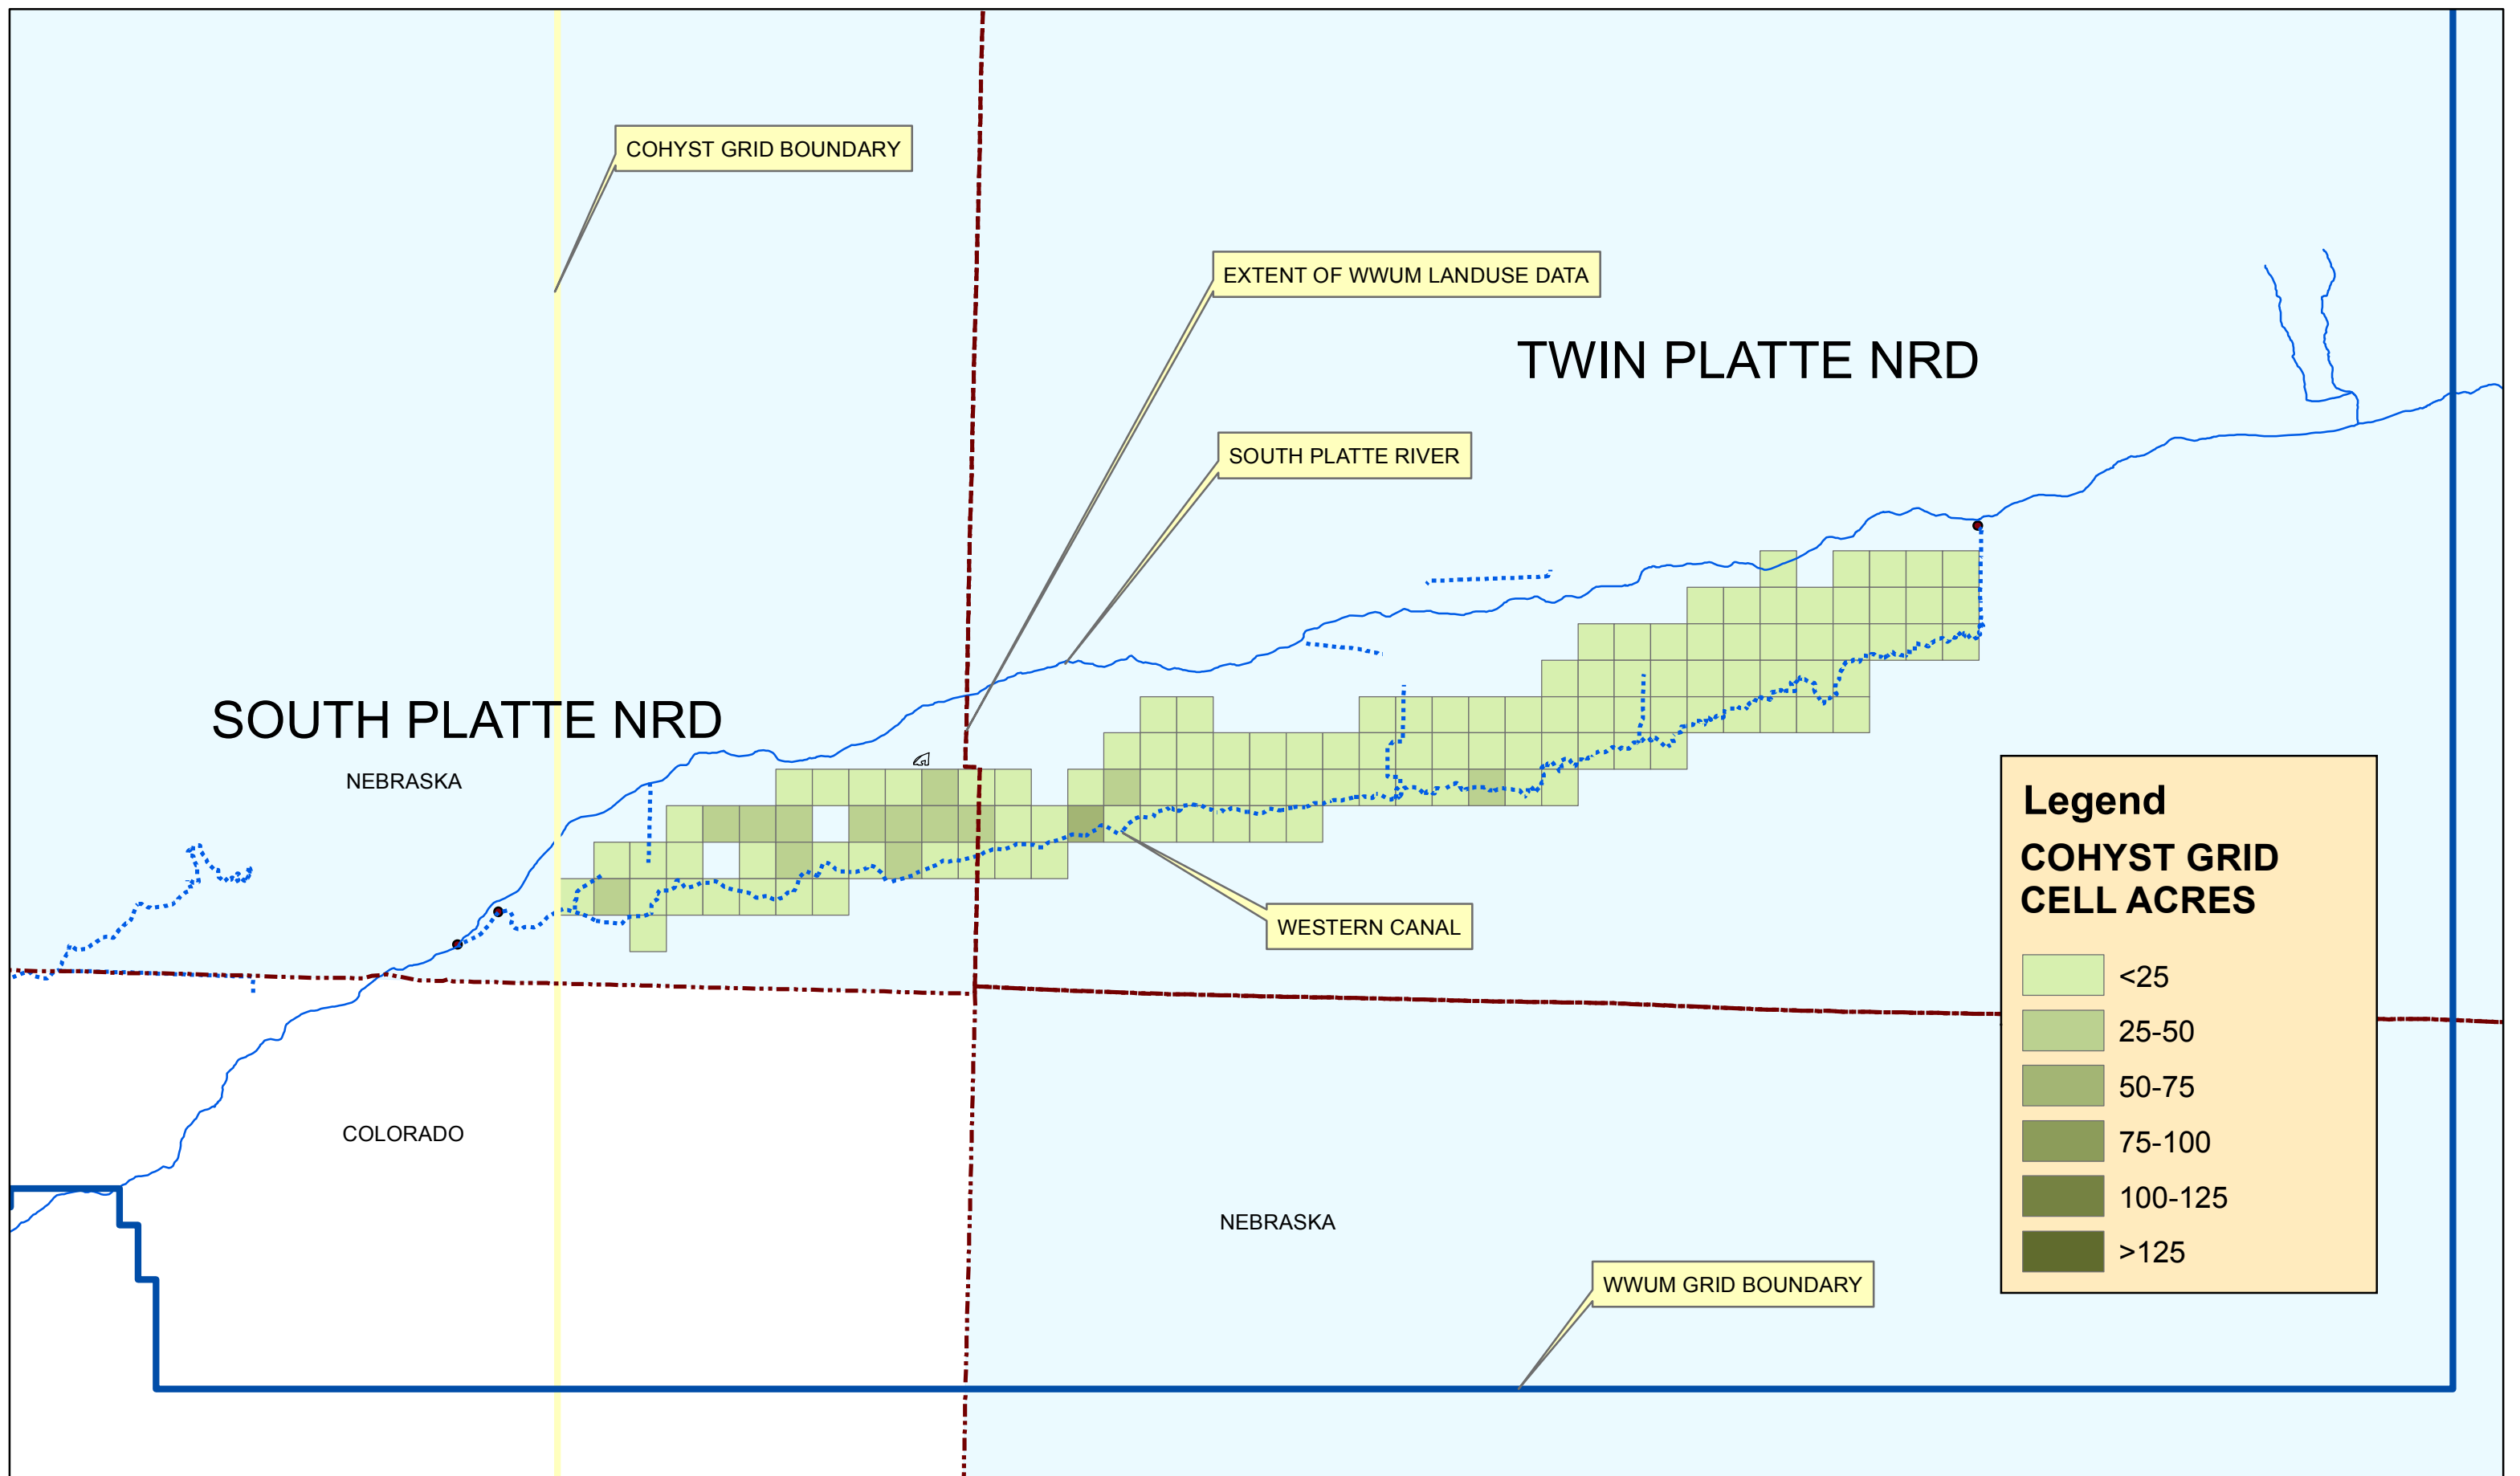 COHYST GRID BOUNDARY
EXTENT OF WWUM LANDUSE DATA
TWIN PLATTE NRD
SOUTH PLATTE RIVER
SOUTH PLATTE NRD
NEBRASKA
WESTERN CANAL
COLORADO
NEBRASKA
WWUM GRID BOUNDARY
Legend
COHYST GRID
CELL ACRES
<25
25-50
50-75
75-100
100-125
>125